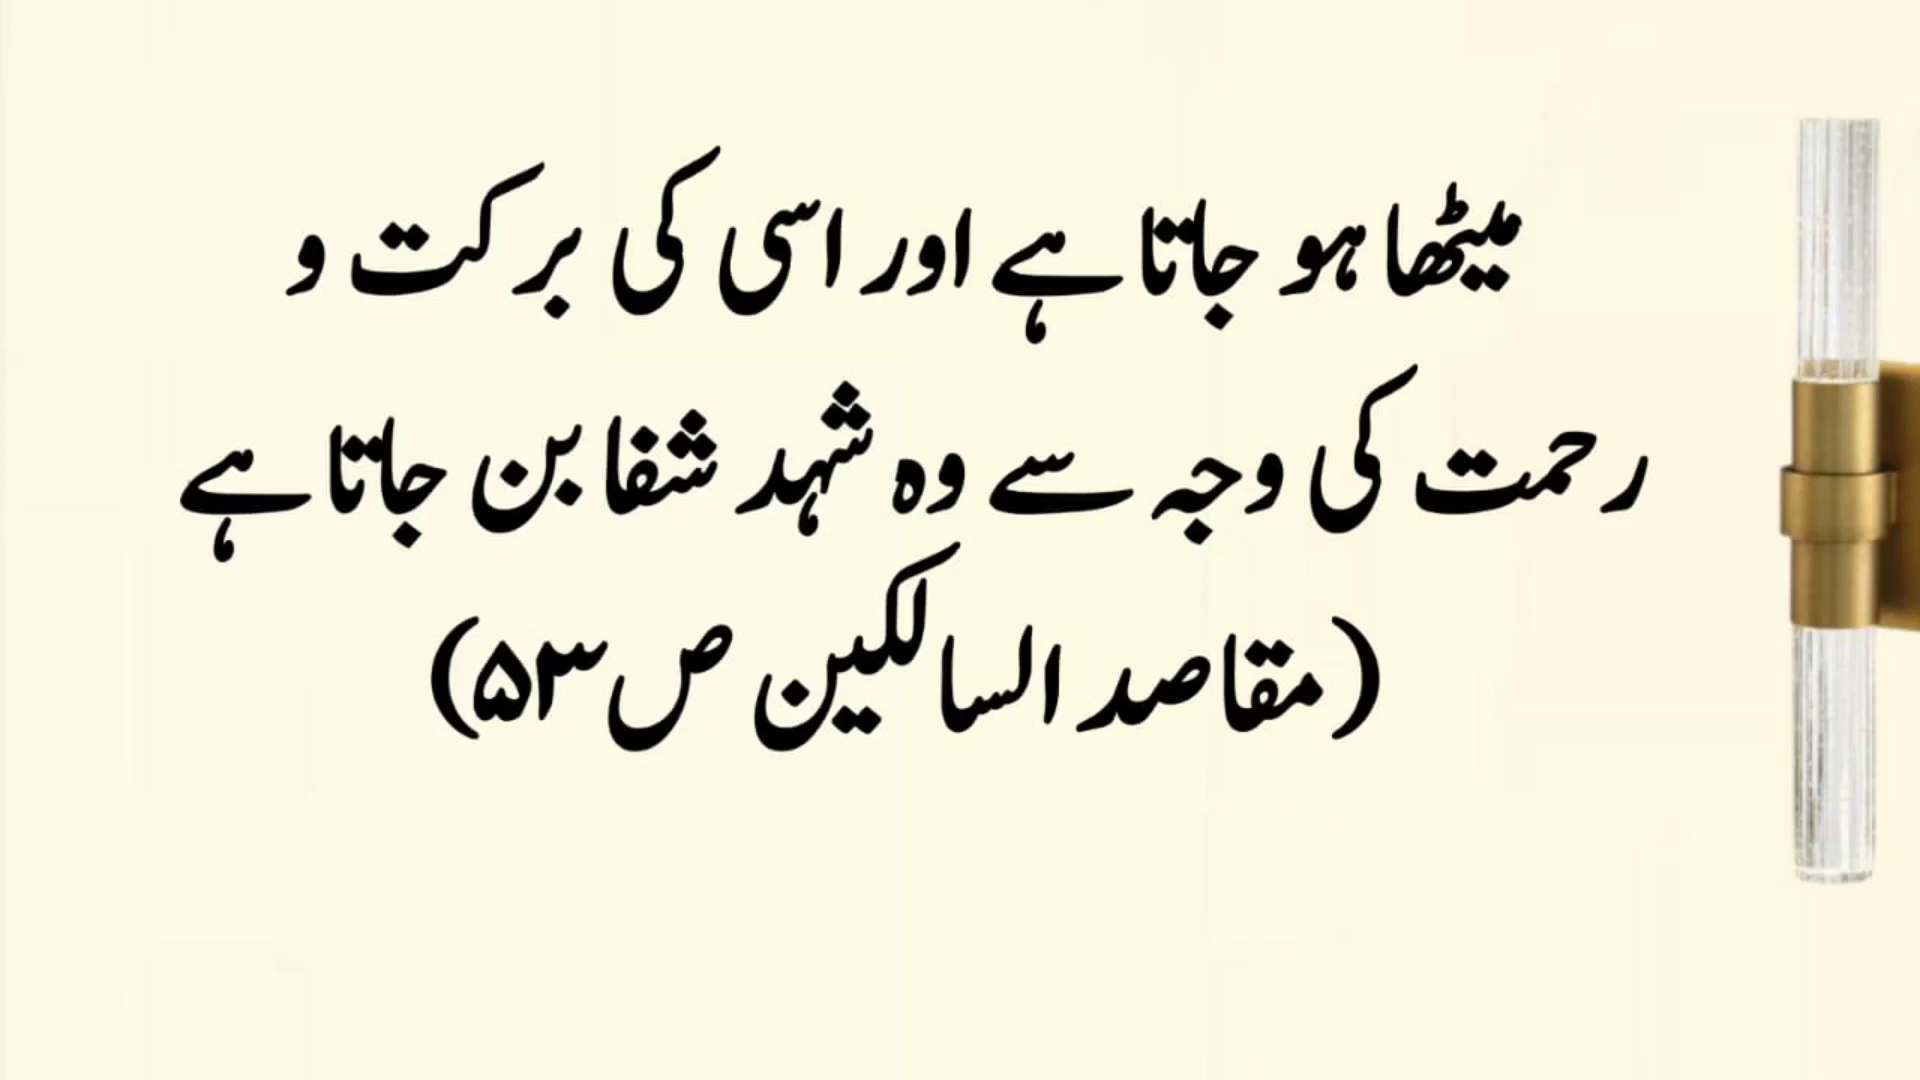 میٹھا ہو جاتا ہے اور اسی کی برکت و
رحمت کی وجہ سے وہ شہد شفا بن جاتا ہے
(مقاصد السالکین ص۵۳)